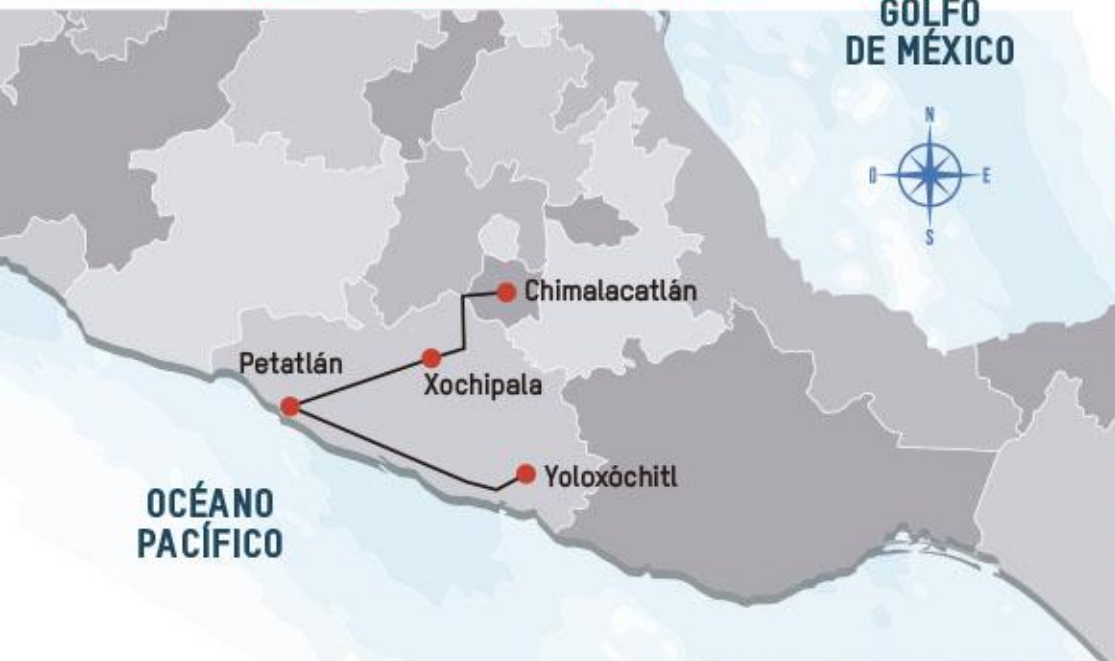 GOLFO
DE MÉXICO
N
O
E
S
Chimalacatlán
Petatlán
Xochipala
Yoloxóchitl
OCÉANO
PACÍFICO